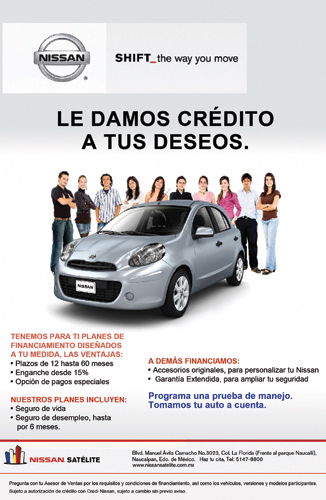 NISSAN
SHIFT_the way you move
LE DAMOS CRÉDITO
A TUS DESEOS.
NISSAN
TENEMOS PARA TI PLANES DE
FINANCIAMIENTO DISEÑADOS
A TU MEDIDA, LAS VENTAJAS:
• Plazos de 12 hasta 60 meses
• Enganche desde 15%
• Opción de pagos especiales
NUESTROS PLANES INCLUYEN:
• Seguro de vida
• Seguro de desempleo, hasta
por 6 meses.
A DEMÁS FINANCIAMOS:
• Accesorios originales, para personalizar tu Nissan
• Garantía Extendida, para ampliar tu seguridad
Programa una prueba de manejo.
Tomamos tu auto a cuenta.
NISSAN SATÉLITE
Blvd. Manuel Ávila Camacho No.3023, Col. La Florida (Frente al parque Naucalli),
Naucalpan, Edo. de México. Haz tu cita, Tel: 5147-8800
www.nissansatelite.com.mx
Pregunta con tu Asesor de Ventas por los requisitos y condiciones de financiamiento, así como los vehículos, versiones y modelos participantes.
Sujeto a autorización de crédito con Credi Nissan, sujeto a cambio sin previo aviso.